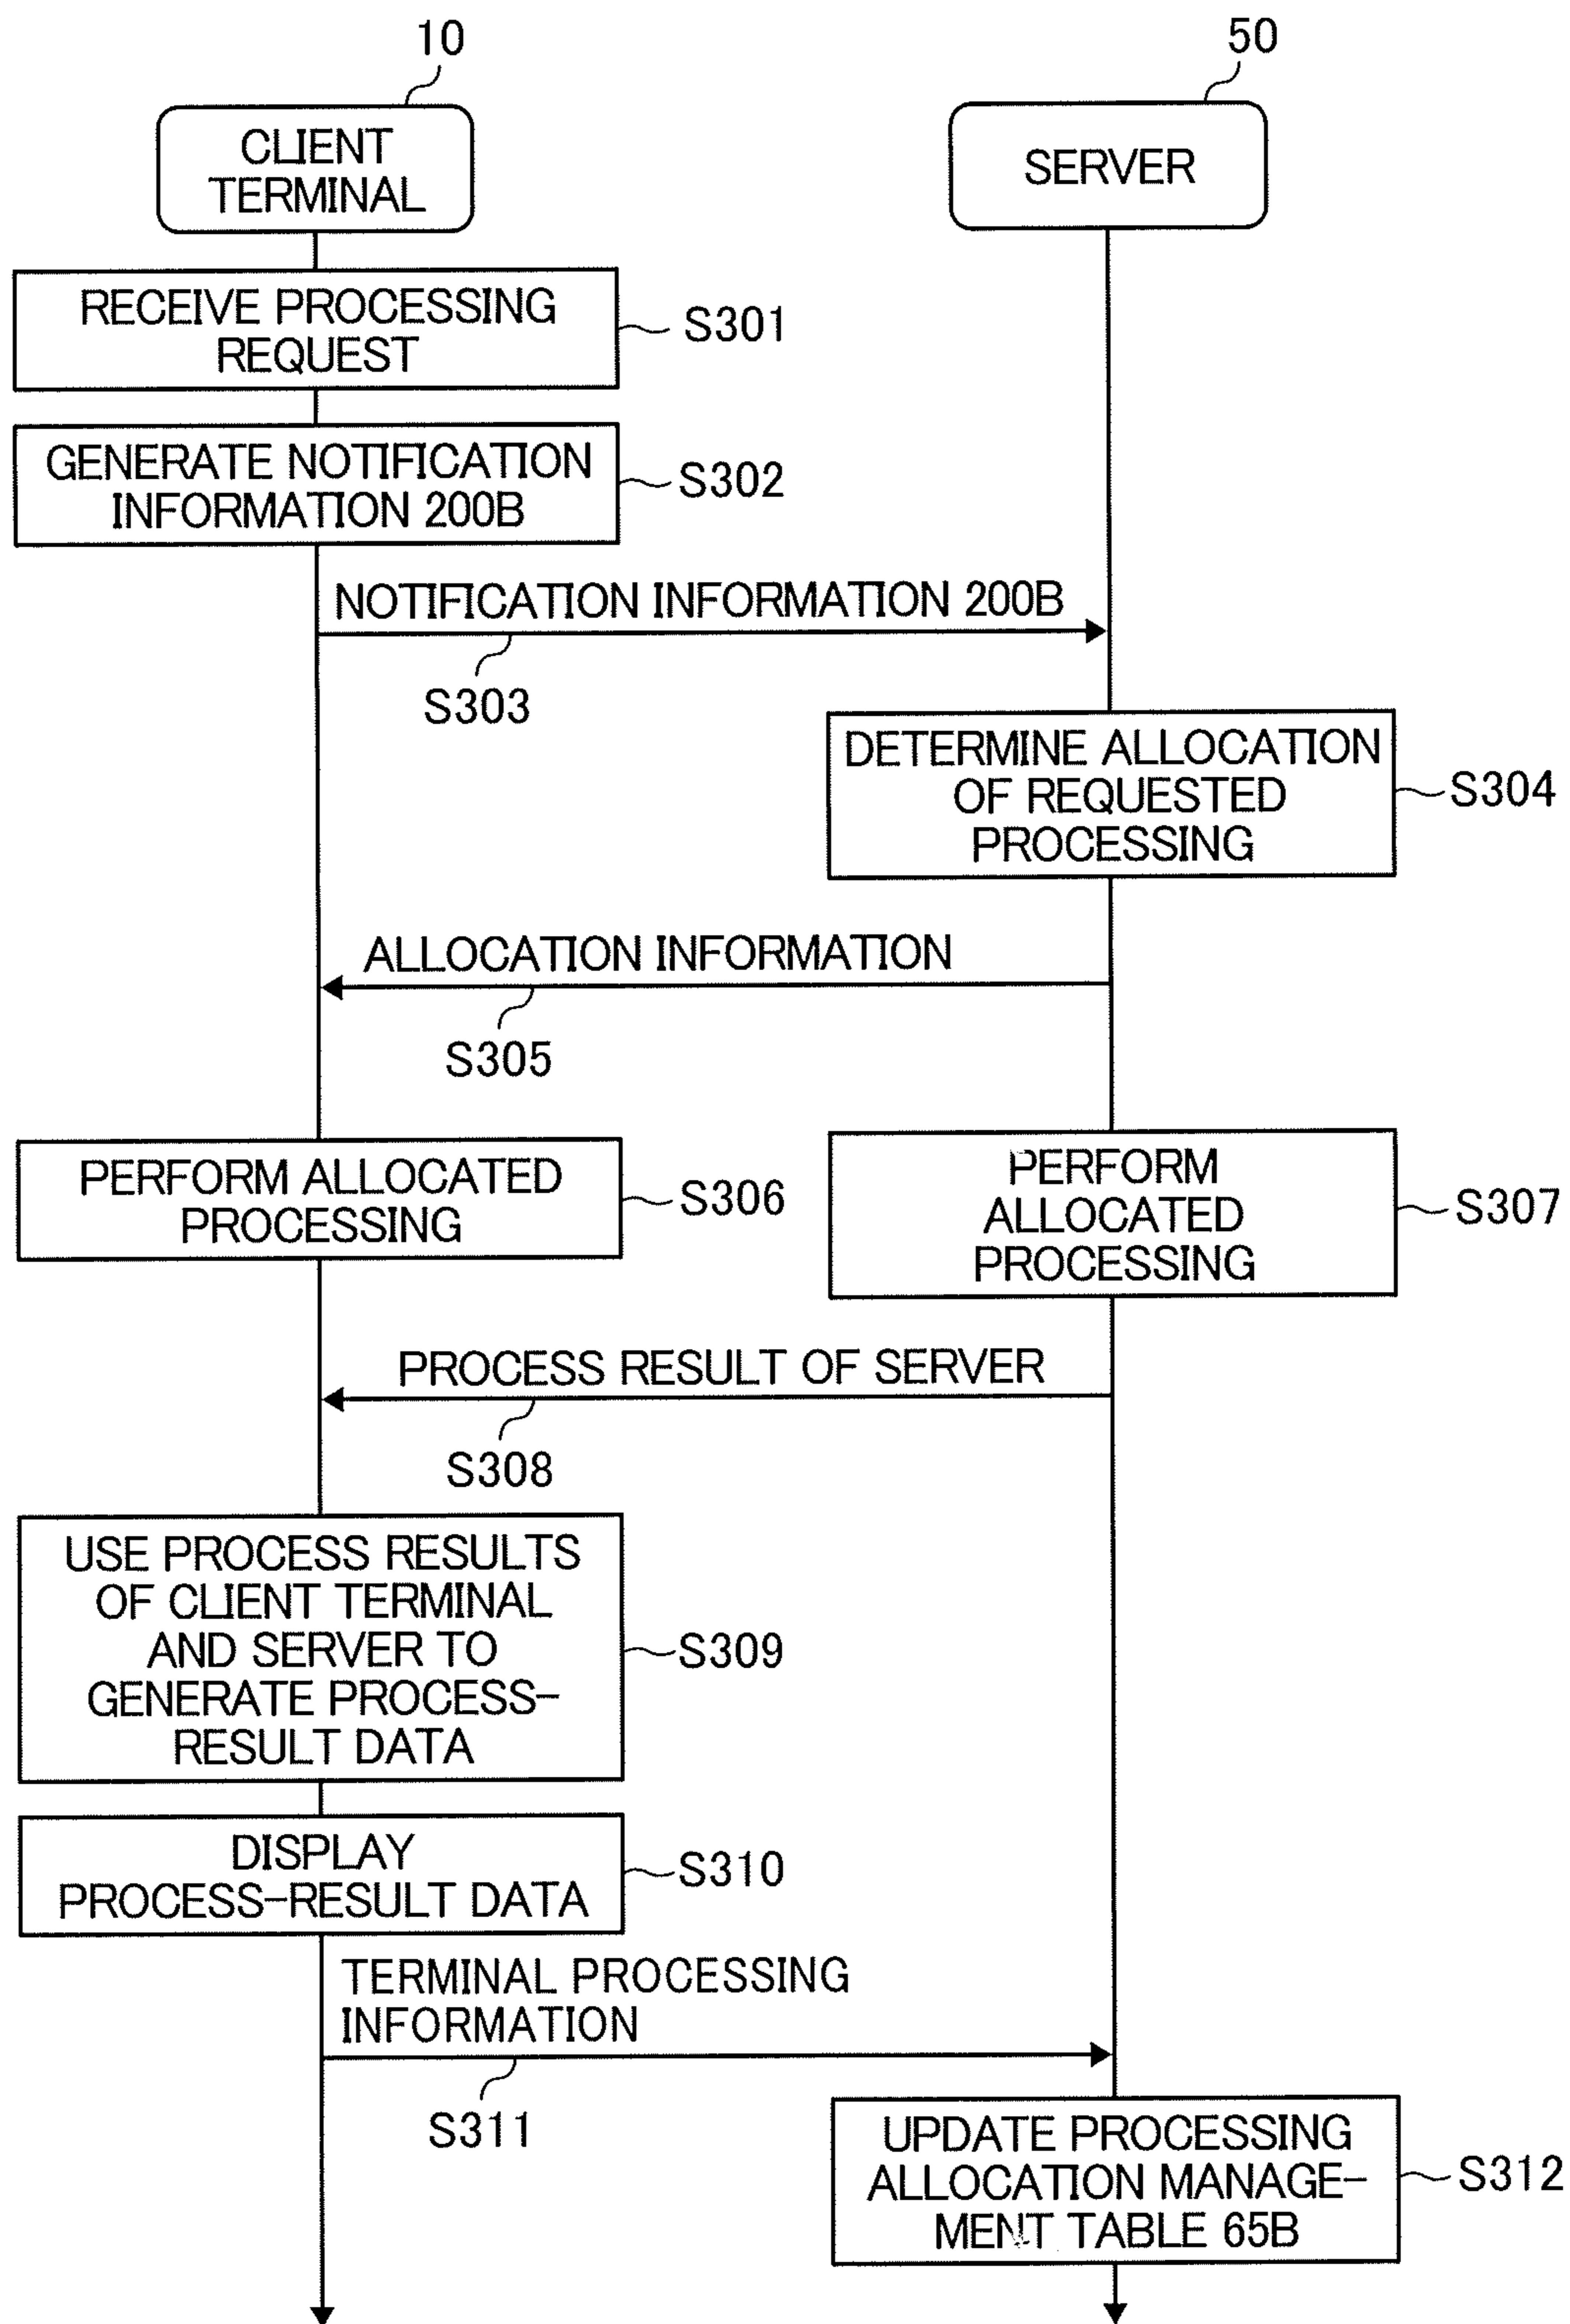 10
50
CLIENT
TERMINAL
SERVER
RECEIVE PROCESSING
REQUEST
S301
GENERATE NOTIFICATION
INFORMATION 200B
S302
NOTIFICATION INFORMATION 200B
S303
DETERMINE ALLOCATION
OF REQUESTED
PROCESSING
S304
ALLOCATION INFORMATION
S305
PERFORM ALLOCATED
PROCESSING
S306
PERFORM
ALLOCATED
PROCESSING
S307
PROCESS RESULT OF SERVER
S308
USE PROCESS RESULTS
OF CLIENT TERMINAL
AND SERVER TO
GENERATE PROCESS-
RESULT DATA
S309
DISPLAY
PROCESS-RESULT DATA
S310
TERMINAL PROCESSING
INFORMATION
S311
UPDATE PROCESSING
ALLOCATION MANAGE-
MENT TABLE 65B
S312